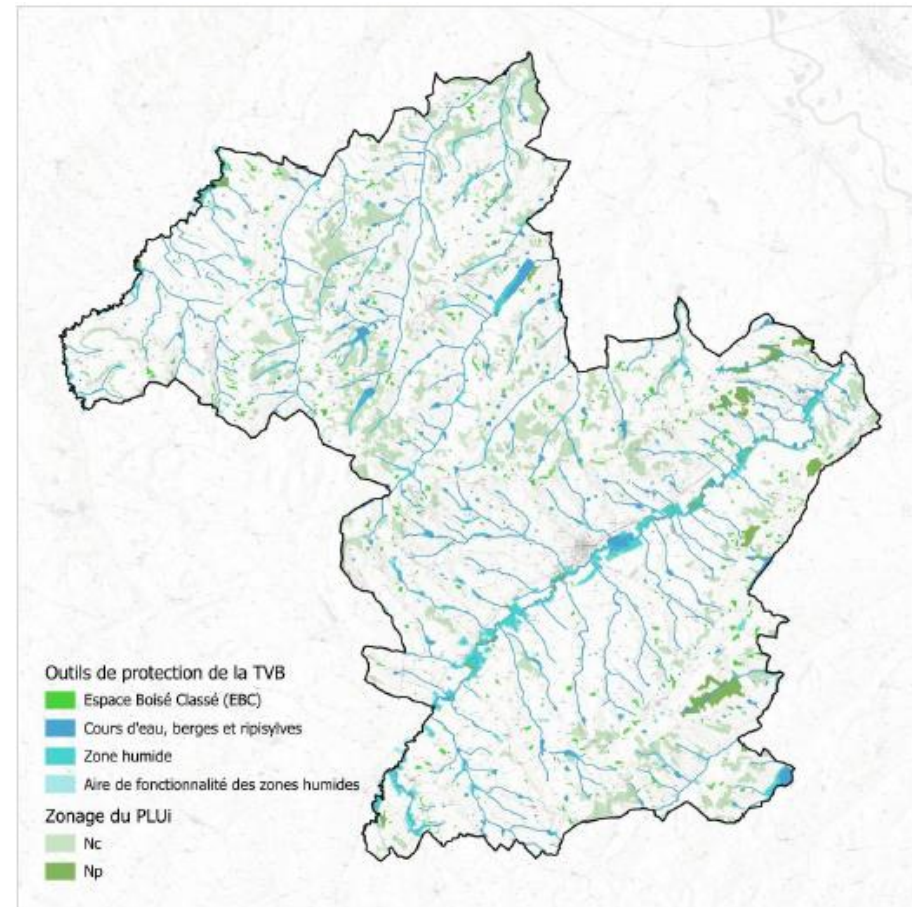 Outils de protection de la TVB
Espace Boisé Classé (EBC)
Cours d'eau, berges et ripisylves
Zone humide
Aire de fonctionnalité des zones humides
Zonage du PLUi
Nc
Np